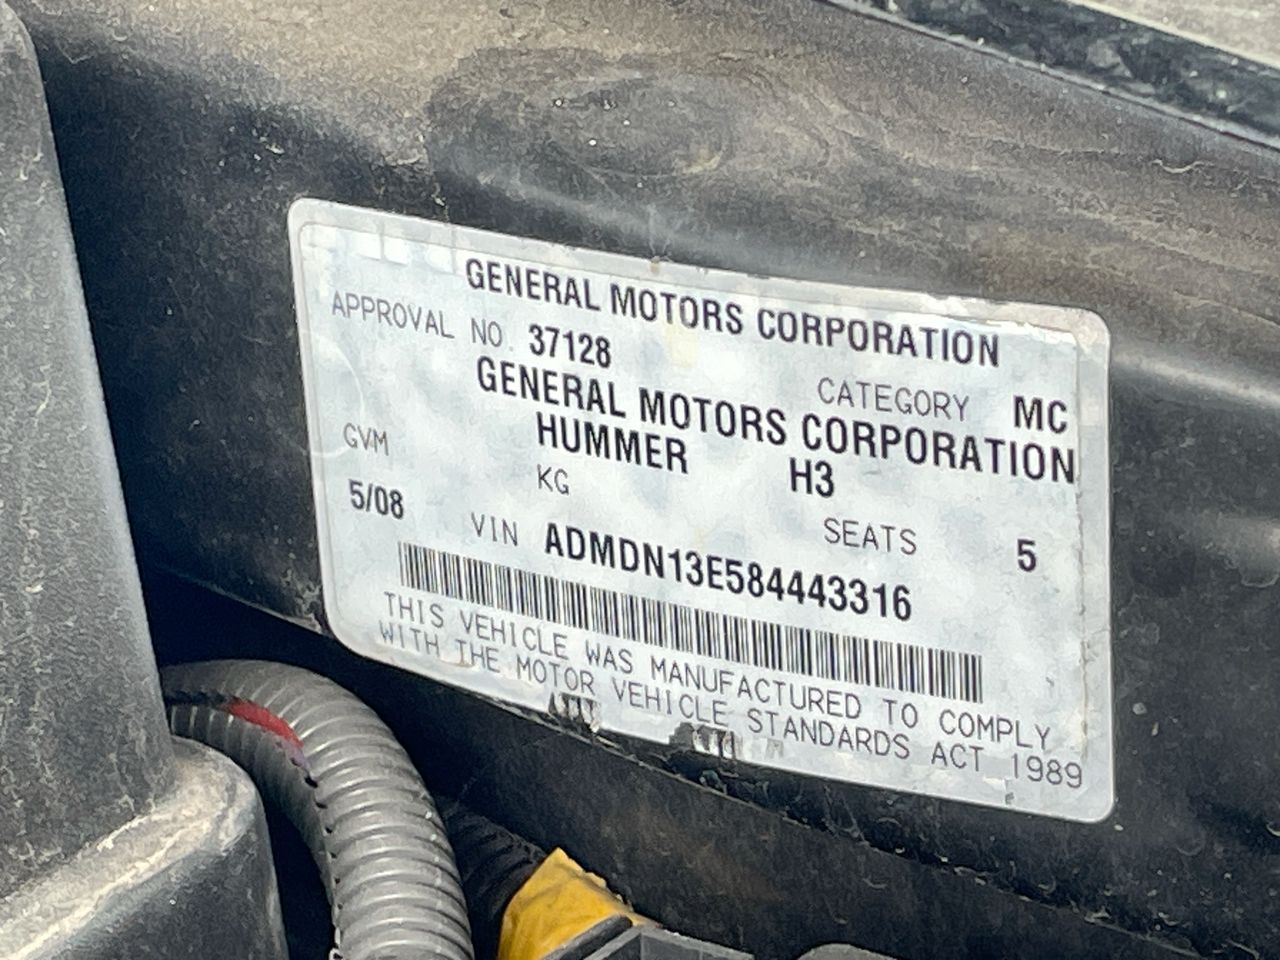 GENERAL MOTORS CORPORATION
APPROVAL NO. 37128
CATEGORY MC
GENERAL MOTORS CORPORATION
HUMMER H3
GVM KG
SEATS 5
5/08
VIN ADMDN13E584443316
THIS VEHICLE WAS MANUFACTURED TO COMPLY
WITH THE MOTOR VEHICLE STANDARDS ACT 1989